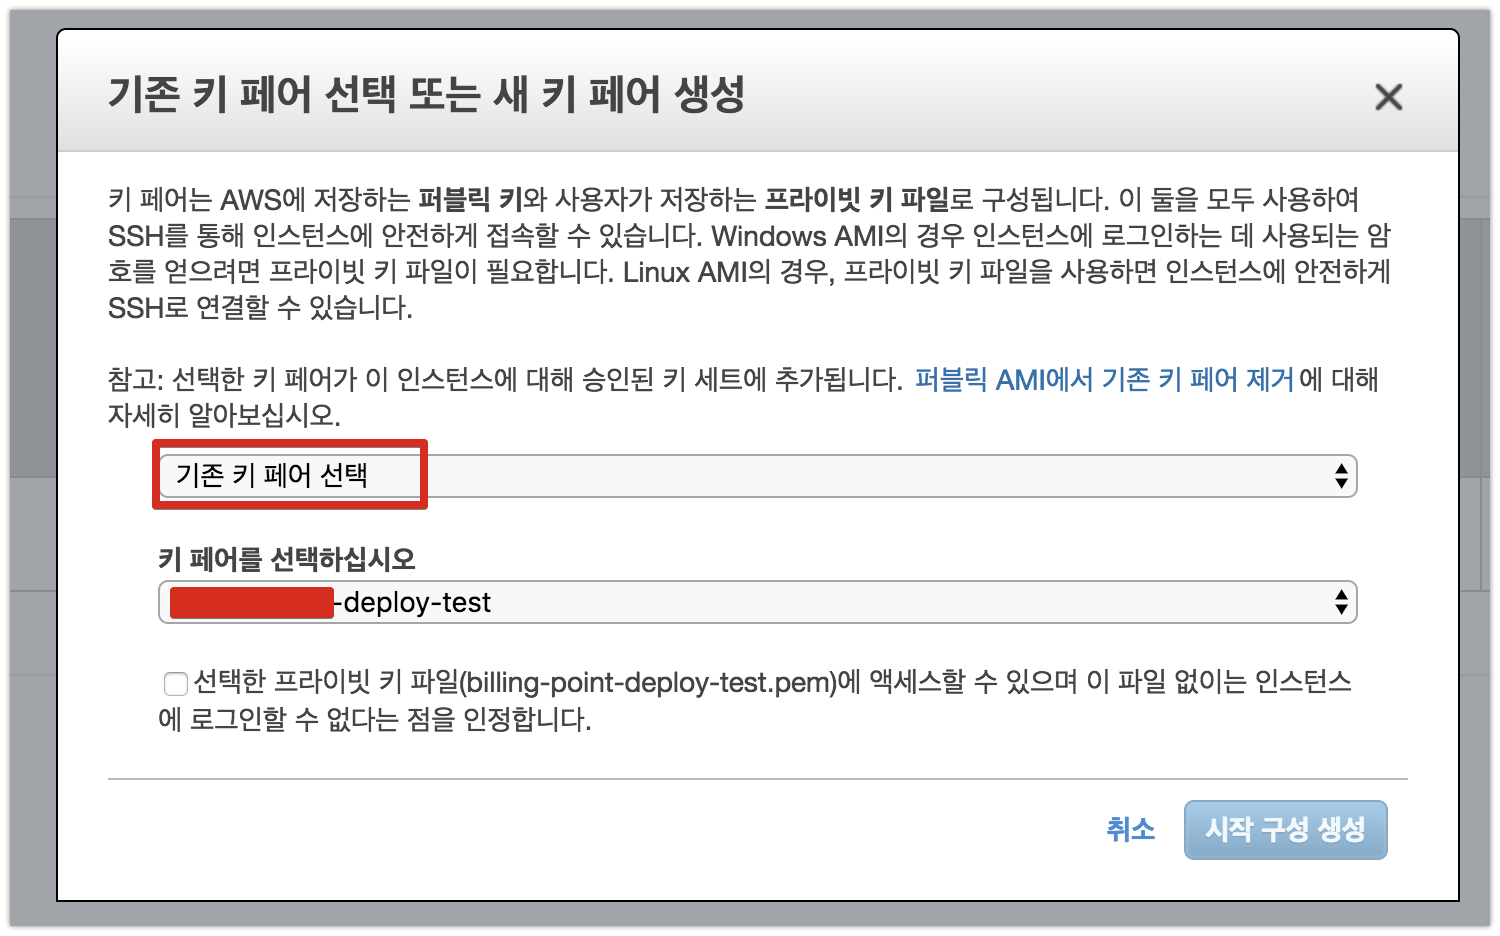 기존 키 페어 선택 또는 새 키 페어 생성
키 페어는 AWS에 저장하는 퍼블릭 키와 사용자가 저장하는 프라이빗 키 파일로 구성됩니다. 이 둘을 모두 사용하여
SSH를 통해 인스턴스에 안전하게 접속할 수 있습니다. Windows AMI의 경우 인스턴스에 로그인하는 데 사용되는 암
호를 얻으려면 프라이빗 키 파일이 필요합니다. Linux AMI의 경우, 프라이빗 키 파일을 사용하면 인스턴스에 안전하게
SSH로 연결할 수 있습니다.
참고: 선택한 키 페어가 이 인스턴스에 대해 승인된 키 세트에 추가됩니다. 퍼블릭 AMI에서 기존 키 페어 제거에 대해
자세히 알아보십시오.
기존 키 페어 선택
키 페어를 선택하십시오
-deploy-test
선택한 프라이빗 키 파일(billing-point-deploy-test.pem)에 액세스할 수 있으며 이 파일 없이는 인스턴스
에 로그인할 수 없다는 점을 인정합니다.
취소
시작 구성 생성